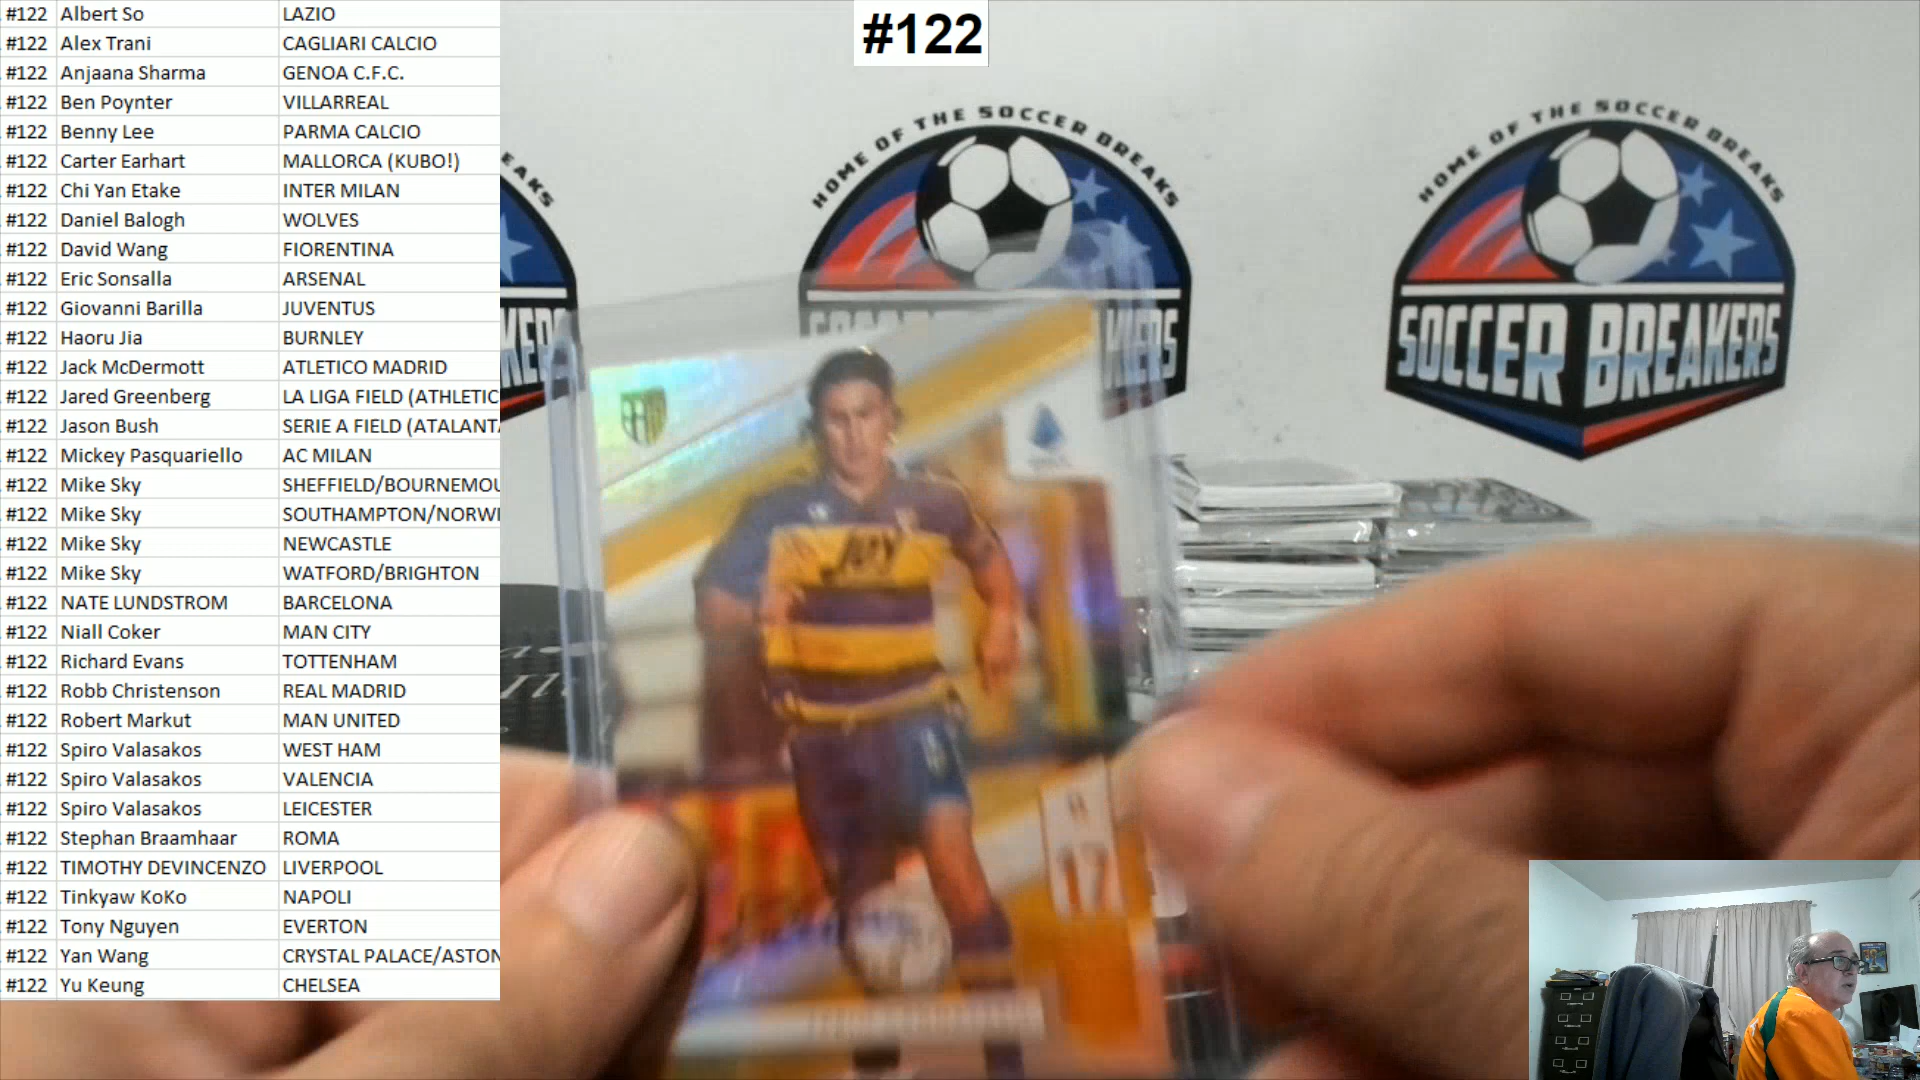 #122 Albert So LAZIO
#122 Alex Trani CAGLIARI CALCIO
#122 Anjaana Sharma GENOA C.F.C.
#122 Ben Poynter VILLARREAL
#122 Benny Lee PARMA CALCIO
#122 Carter Earhart MALLORCA (KUBO!)
#122 Chi Yan Etake INTER MILAN
#122 Daniel Balogh WOLVES
#122 David Wang FIORENTINA
#122 Eric Sonsalla ARSENAL
#122 Giovanni Barilla JUVENTUS
#122 Haoru Jia BURNLEY
#122 Jack McDermott ATLETICO MADRID
#122 Jared Greenberg LA LIGA FIELD (ATHLETIC
#122 Jason Bush SERIE A FIELD (ATALANT
#122 Mickey Pasquariello AC MILAN
#122 Mike Sky SHEFFIELD/BOURNEMOU
#122 Mike Sky SOUTHAMPTON/NORWI
#122 Mike Sky NEWCASTLE
#122 Mike Sky WATFORD/BRIGHTON
#122 NATE LUNDSTROM BARCELONA
#122 Niall Coker MAN CITY
#122 Richard Evans TOTTENHAM
#122 Robb Christenson REAL MADRID
#122 Robert Markut MAN UNITED
#122 Spiro Valasakos WEST HAM
#122 Spiro Valasakos VALENCIA
#122 Spiro Valasakos LEICESTER
#122 Stephan Braamhaar ROMA
#122 TIMOTHY DEVINCENZO LIVERPOOL
#122 Tinkyaw KoKo NAPOLI
#122 Tony Nguyen EVERTON
#122 Yan Wang CRYSTAL PALACE/ASTON
#122 Yu Keung CHELSEA
#122
EAKS
KERS
HOME OF THE SOCCER BREAKS
KERS
HOME OF THE SOCCER BREAKS
SOCCER BREAKERS